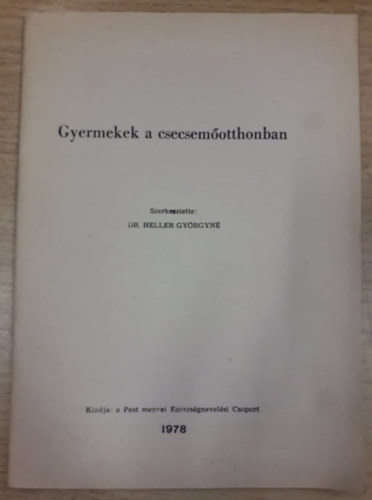 Gyermekek a csecsemőotthonban
Szerkesztette:
DR. HELLER GYÖRGYNÉ
Kiadja: a Pest megyei Egészségnevelési Csoport
1978